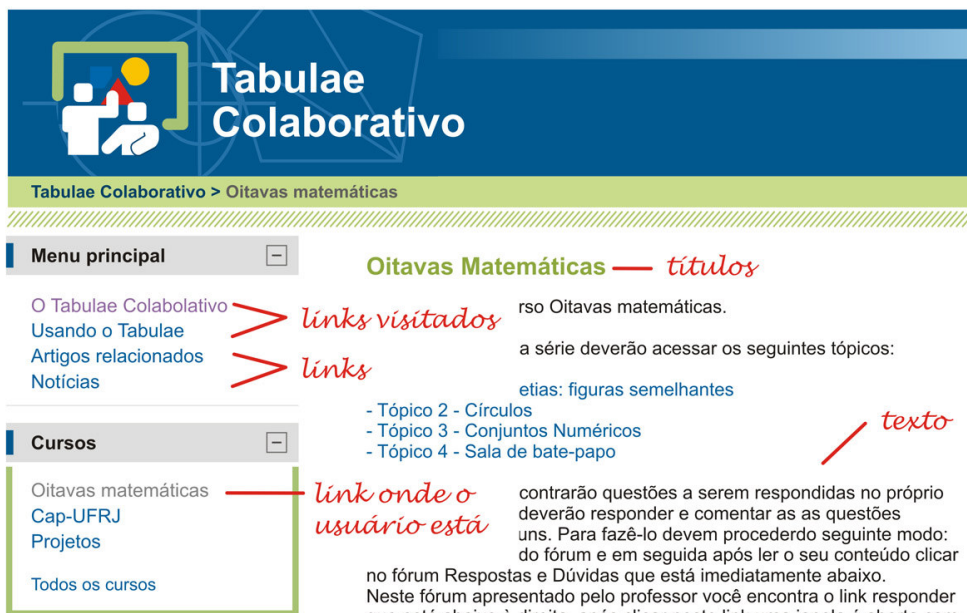 Tabulae
Colaborativo
Tabulae Colaborativo > Oitavas matemáticas
Menu principal
O Tabulae Colabolativo
Usando o Tabulae
links visitados
Artigos relacionados
Notícias
links
Cursos
Oitavas matemáticas
link onde o
usuário está
Cap-UFRJ
Projetos
Todos os cursos
Oitavas Matemáticas
títulos
rso Oitavas matemáticas.
a série deverão acessar os seguintes tópicos:
etias: figuras semelhantes
- Tópico 2 - Círculos
- Tópico 3 - Conjuntos Numéricos
- Tópico 4 - Sala de bate-papo
texto
contrarão questões a serem respondidas no próprio
deverão responder e comentar as as questões
uns. Para fazê-lo devem procederdo seguinte modo:
do fórum e em seguida após ler o seu conteúdo clicar
no fórum Respostas e Dúvidas que está imediatamente abaixo.
Neste fórum apresentado pelo professor você encontra o link responder